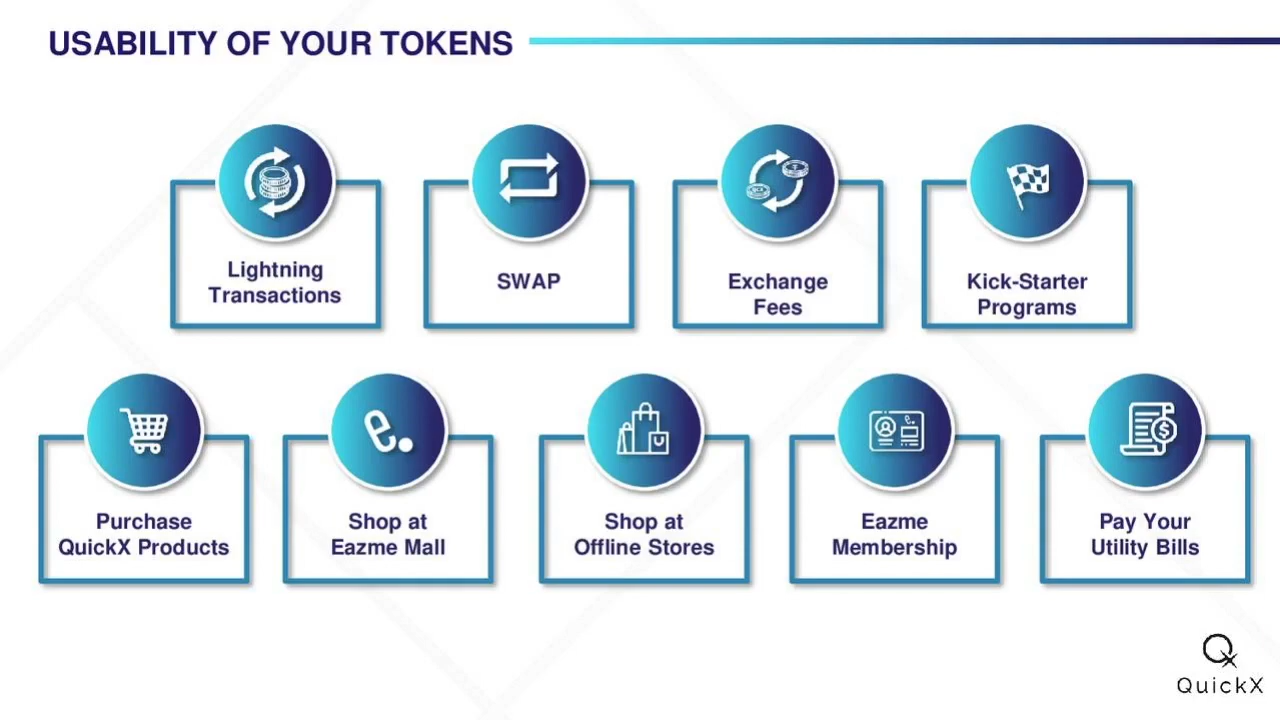 USABILITY OF YOUR TOKENS
Lightning
Transactions
SWAP
Exchange
Fees
Kick-Starter
Programs
Purchase
QuickX Products
Shop at
Eazme Mall
Shop at
Offline Stores
Eazme
Membership
Pay Your
Utility Bills
QuickX